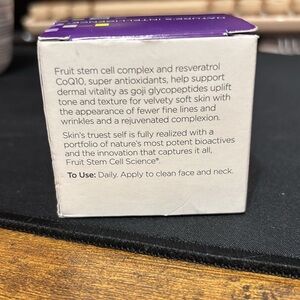 NATURE'S INTELLIGENCE
Fruit stem cell complex and resveratrol
CoQ10, super antioxidants, help support
dermal vitality as goji glycopeptides uplift
tone and texture for velvety soft skin with
the appearance of fewer fine lines and
wrinkles and a rejuvenated complexion.
Skin's truest self is fully realized with a
portfolio of nature's most potent bioactives
and the innovation that captures it all,
Fruit Stem Cell Science®.
To Use: Daily. Apply to clean face and neck.